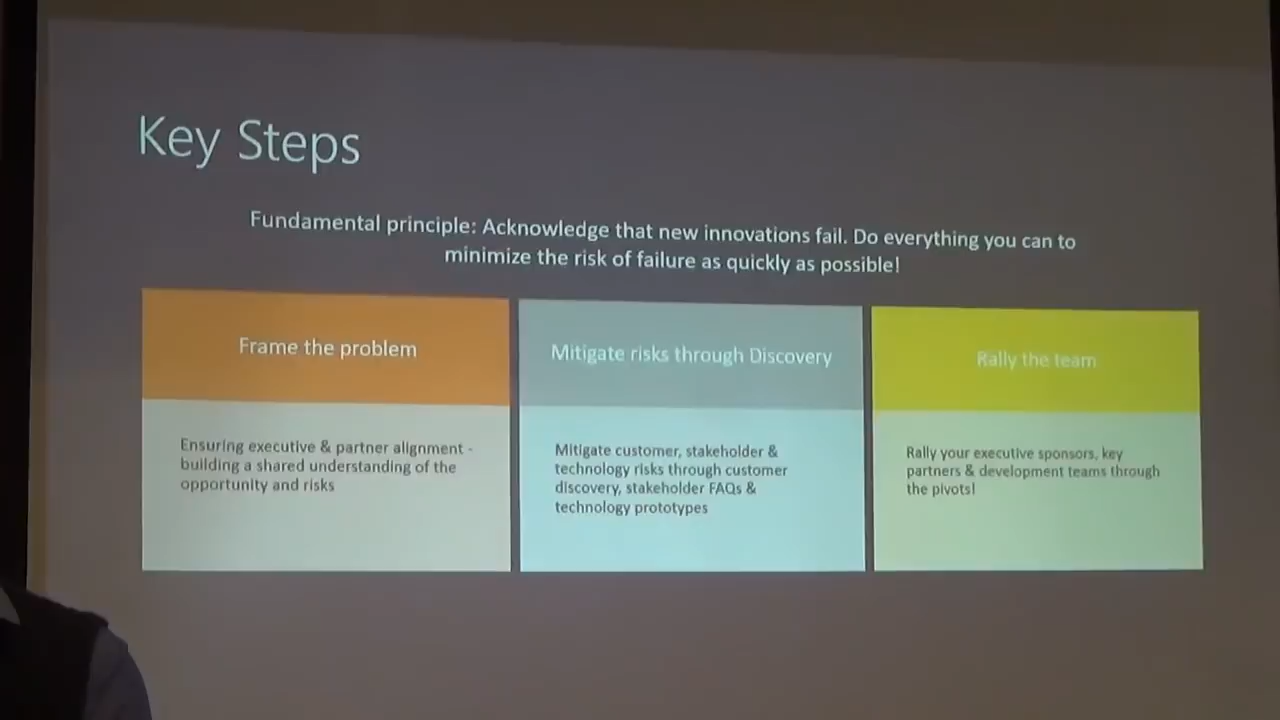 Key Steps
Fundamental principle: Acknowledge that new innovations fail. Do everything you can to
minimize the risk of failure as quickly as possible!
Frame the problem
Ensuring executive & partner alignment -
building a shared understanding of the
opportunity and risks
Mitigate risks through Discovery
Mitigate customer, stakeholder &
technology risks through customer
discovery, stakeholder FAQs &
technology prototypes
Rally the team
Rally your executive sponsors, key
partners & development teams through
the pivots!